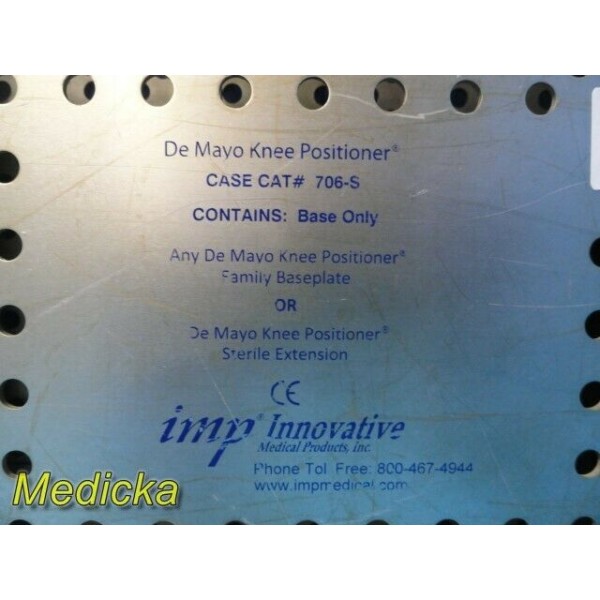 De Mayo Knee Positioner®
CASE CAT# 706-S
CONTAINS: Base Only
Any De Mayo Knee Positioner®
Family Baseplate
OR
De Mayo Knee Positioner®
Sterile Extension
CE
imp® Innovative
Medical Products, Inc.
Phone Tol Free: 800-467-4944
www.impmedical.com
Medicka